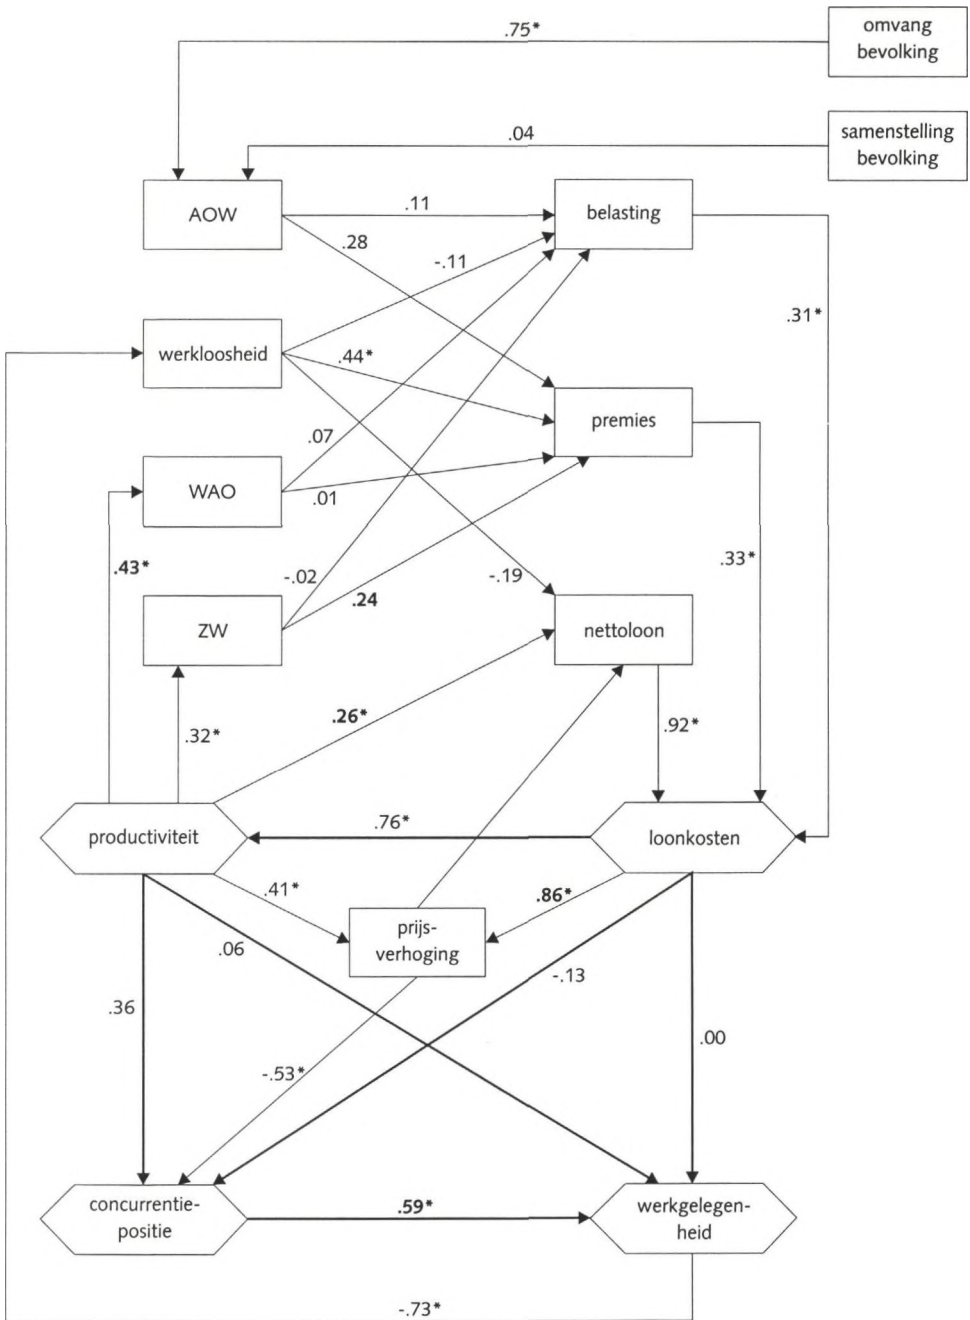 .75*
omvang
bevolking
.04
samenstelling
bevolking
AOW
.11
belasting
.28
-.11
.31*
werkloosheid
.44*
premies
.07
WAO
.01
.43*
.33*
-.02
.24
-.19
ZW
nettoloon
.26*
.32*
.92*
productiviteit
.76*
loonkosten
.41*
.86*
prijs-
verhoging
.06
-.13
.36
.00
-.53*
concurrentie-
positie
.59*
werkgelegen-
heid
-.73*